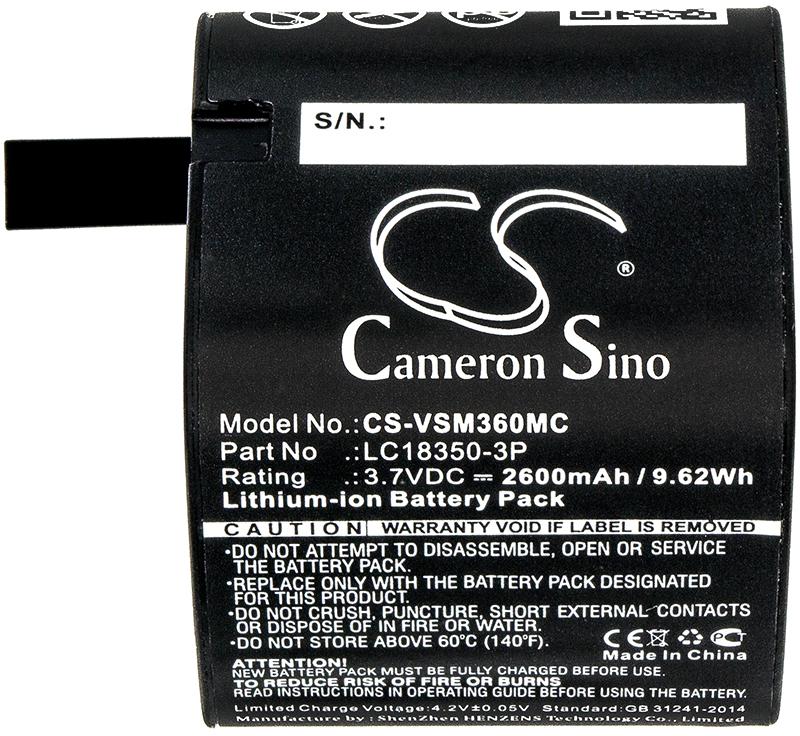 S/N.:
®
Cameron Sino
Model No.:CS-VSM360MC
Part No .:LC18350-3P
Rating .:3.7VDC ⎓ 2600mAh / 9.62Wh
Lithium-ion Battery Pack
CAUTION WARRANTY VOID IF LABEL IS REMOVED
•DO NOT ATTEMPT TO DISASSEMBLE, OPEN OR SERVICE
THE BATTERY PACK.
•REPLACE ONLY WITH THE BATTERY PACK DESIGNATED
FOR THIS PRODUCT.
•DO NOT CRUSH, PUNCTURE, SHORT EXTERNAL CONTACTS
OR DISPOSE OF IN FIRE OR WATER.
•DO NOT STORE ABOVE 60°C (140°F).
CE
Made In China
ATTENTION!
NEW BATTERY PACK MUST BE FULLY CHARGED BEFORE USE.
TO REDUCE RISK OF FIRE OR BURNS
READ INSTRUCTIONS IN OPERATING GUIDE BEFORE USING BATTERY.
Limited Charge Voltage:4.2V±0.05V Standard:GB 31241-2014
Manufacture by : ShenZhen HENZENS Technology Co., Limited